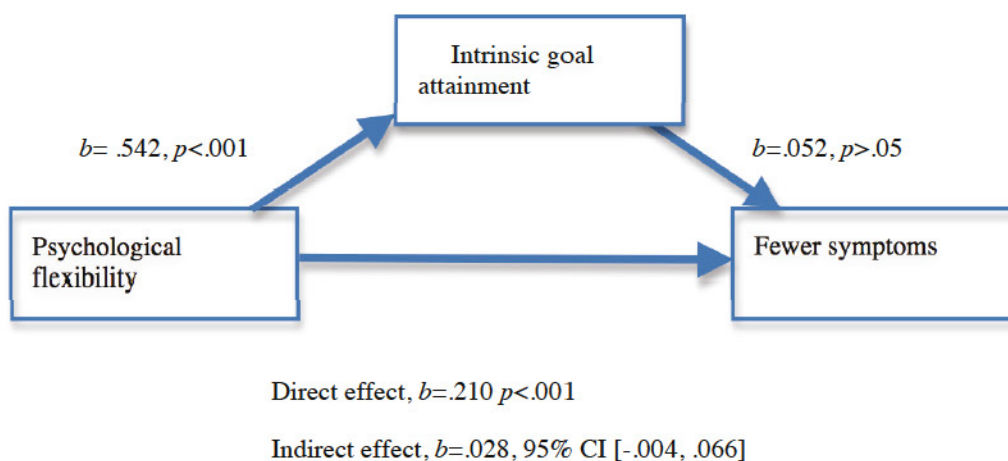 Intrinsic goal
attainment
b= .542, p<.001
b=.052, p>.05
Psychological
flexibility
Fewer symptoms
Direct effect, b=.210 p<.001
Indirect effect, b=.028, 95% CI [-.004, .066]